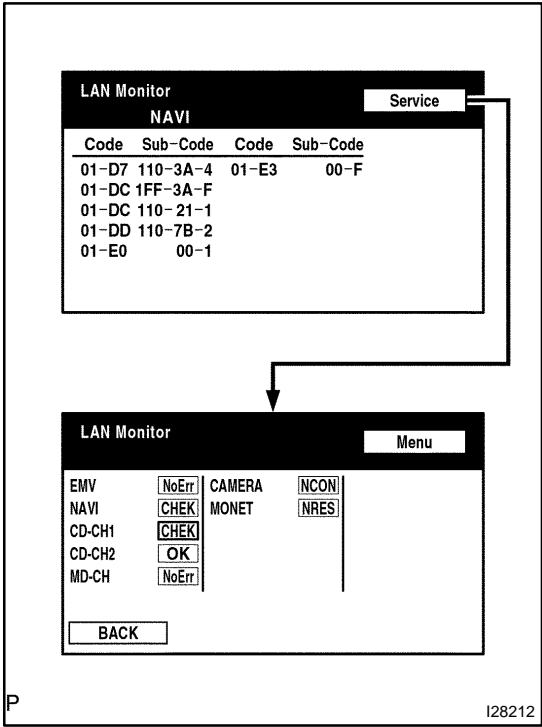 LAN Monitor
Service
NAVI
Code Sub-Code Code Sub-Code
01-D7 110-3A-4 01-E3 00-F
01-DC 1FF-3A-F
01-DC 110-21-1
01-DD 110-7B-2
01-E0 00-1
LAN Monitor
Menu
EMV NoErr CAMERA NCON
NAVI CHEK MONET NRES
CD-CH1 CHEK
CD-CH2 OK
MD-CH NoErr
BACK
P
I28212